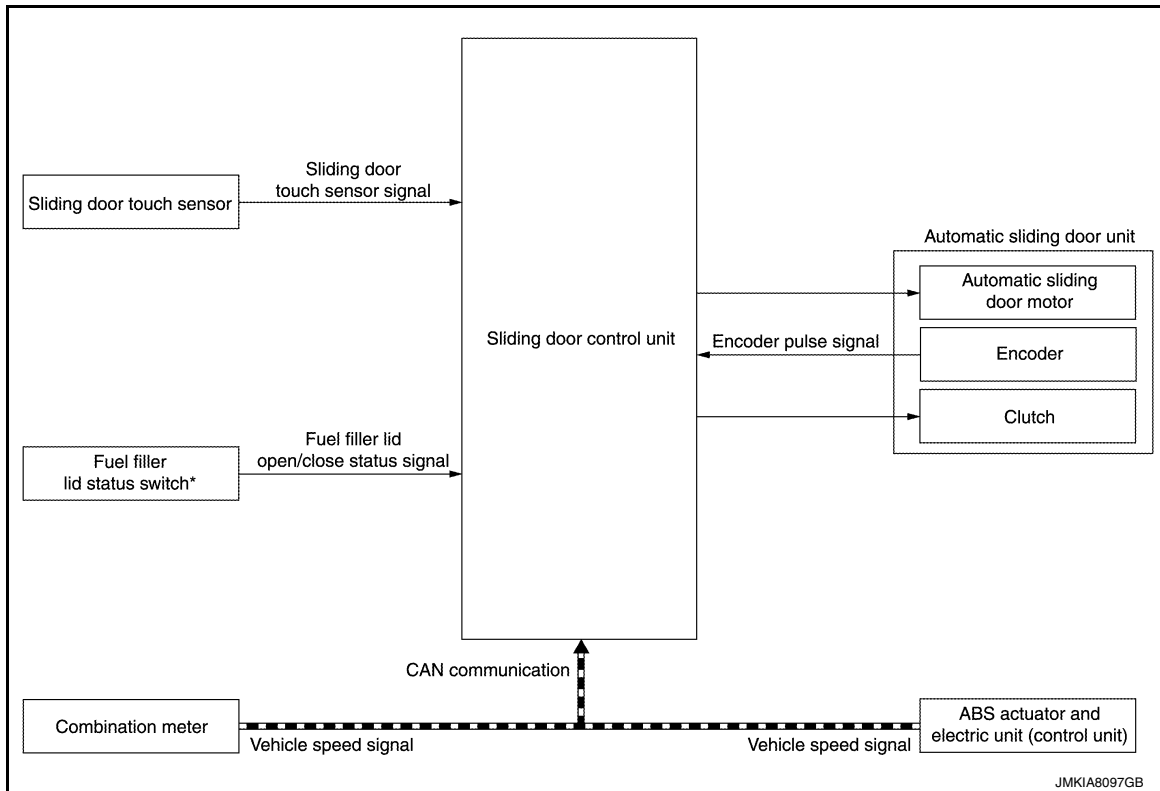 Sliding door
touch sensor signal
Sliding door touch sensor
Automatic sliding door unit
Automatic sliding
door motor
Sliding door control unit
Encoder pulse signal
Encoder
Clutch
Fuel filler lid
open/close status signal
Fuel filler
lid status switch*
CAN communication
Combination meter
Vehicle speed signal
Vehicle speed signal
ABS actuator and
electric unit (control unit)
JMKIA8097GB